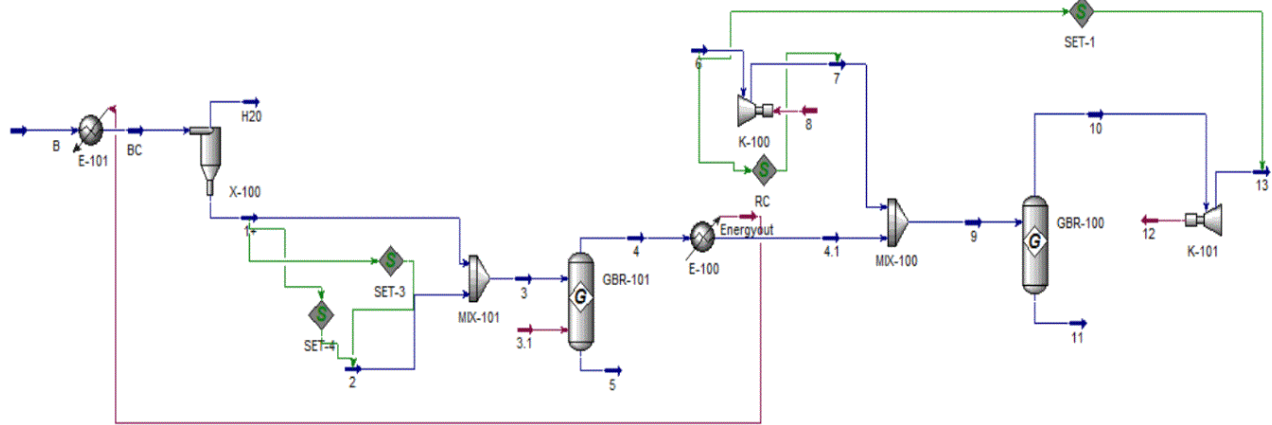 SET-1
6
7
8
K-100
RC
H20
B
E-101
BC
X-100
10
13
1
SET-3
SET-4
2
MIX-101
3
3.1
4
GBR-101
5
E-100
Energyout
4.1
MIX-100
9
GBR-100
G
G
S
S
S
S
11
12
K-101